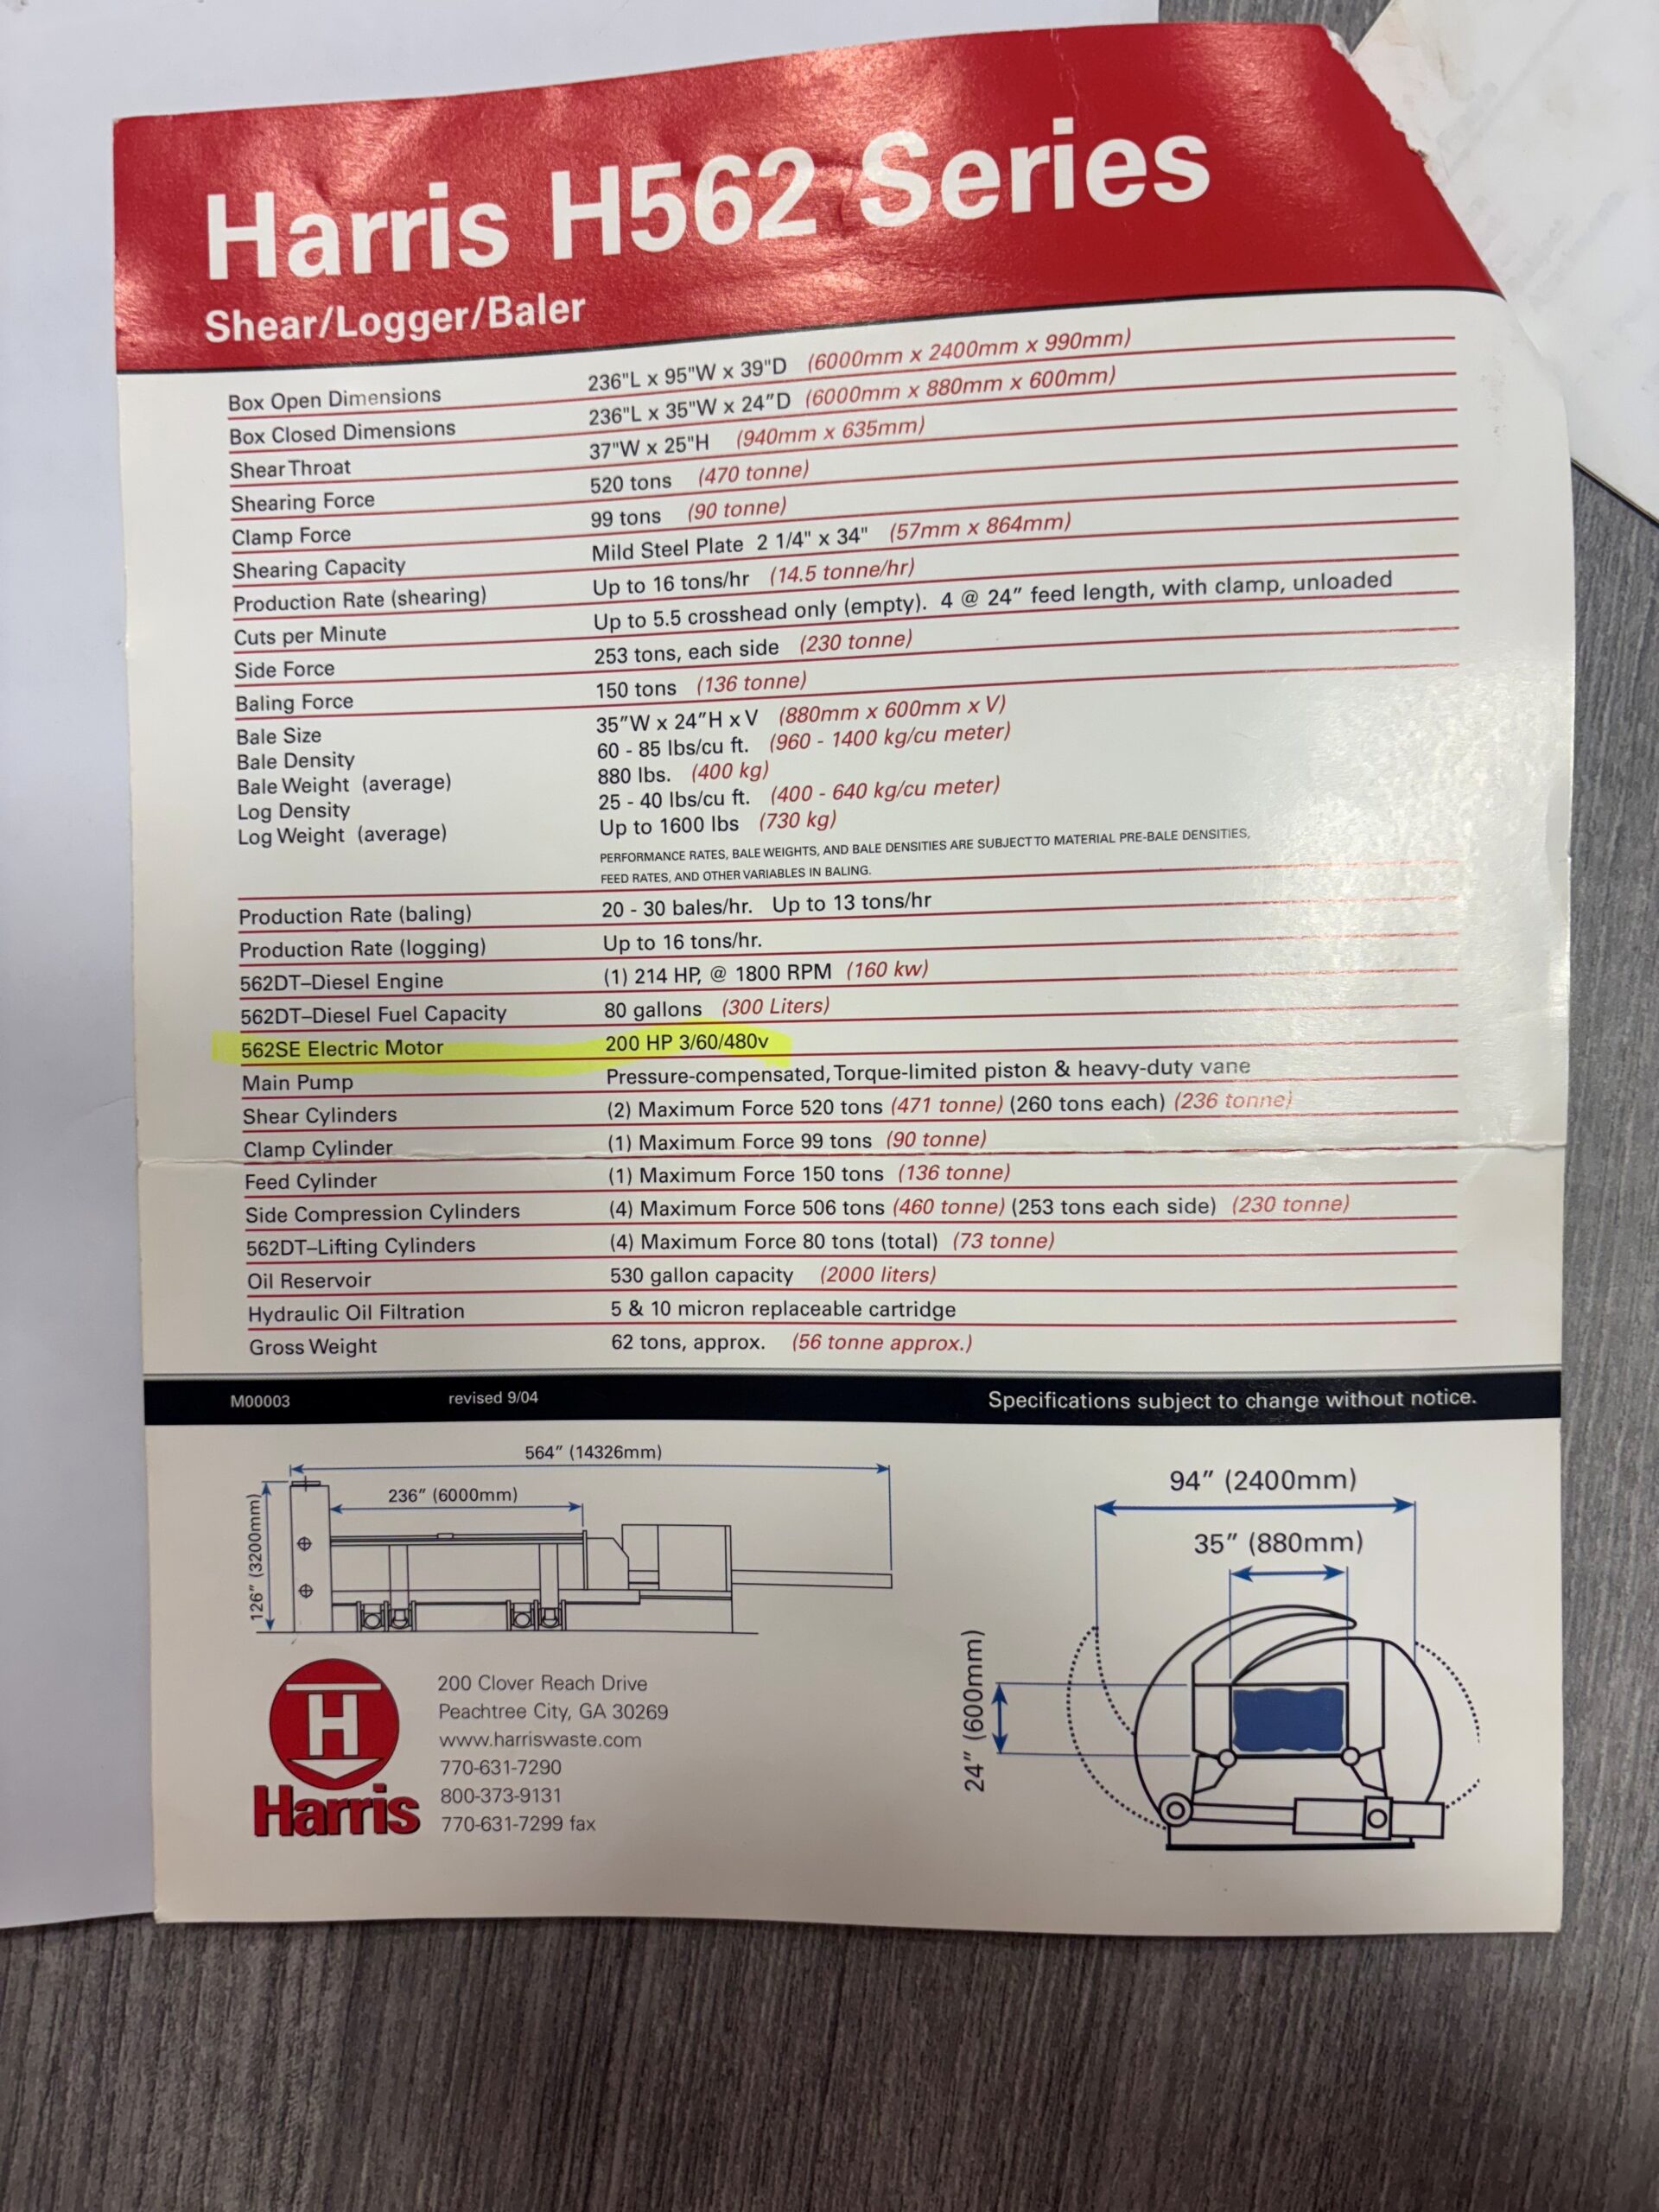 Harris H562 Series
Shear/Logger/Baler
Box Open Dimensions 236"L x 95"W x 39"D (6000mm x 2400mm x 990mm)
Box Closed Dimensions 236"L x 35"W x 24”D (6000mm x 880mm x 600mm)
Shear Throat 37"W x 25"H (940mm x 635mm)
Shearing Force 520 tons (470 tonne)
Clamp Force 99 tons (90 tonne)
Shearing Capacity Mild Steel Plate 2 1/4" x 34" (57mm x 864mm)
Production Rate (shearing) Up to 16 tons/hr (14.5 tonne/hr)
Cuts per Minute Up to 5.5 crosshead only (empty). 4 @ 24” feed length, with clamp, unloaded
Side Force 253 tons, each side (230 tonne)
Baling Force 150 tons (136 tonne)
Bale Size 35”W x 24”H x V (880mm x 600mm x V)
Bale Density 60 - 85 lbs/cu ft. (960 - 1400 kg/cu meter)
Bale Weight (average) 880 lbs. (400 kg)
Log Density 25 - 40 lbs/cu ft. (400 - 640 kg/cu meter)
Log Weight (average) Up to 1600 lbs (730 kg)
PERFORMANCE RATES, BALE WEIGHTS, AND BALE DENSITIES ARE SUBJECT TO MATERIAL PRE-BALE DENSITIES,
FEED RATES, AND OTHER VARIABLES IN BALING.
Production Rate (baling) 20 - 30 bales/hr. Up to 13 tons/hr
Production Rate (logging) Up to 16 tons/hr.
562DT–Diesel Engine (1) 214 HP, @ 1800 RPM (160 kw)
562DT–Diesel Fuel Capacity 80 gallons (300 Liters)
562SE Electric Motor 200 HP 3/60/480v
Main Pump Pressure-compensated, Torque-limited piston & heavy-duty vane
Shear Cylinders (2) Maximum Force 520 tons (471 tonne) (260 tons each) (236 tonne)
Clamp Cylinder (1) Maximum Force 99 tons (90 tonne)
Feed Cylinder (1) Maximum Force 150 tons (136 tonne)
Side Compression Cylinders (4) Maximum Force 506 tons (460 tonne) (253 tons each side) (230 tonne)
562DT–Lifting Cylinders (4) Maximum Force 80 tons (total) (73 tonne)
Oil Reservoir 530 gallon capacity (2000 liters)
Hydraulic Oil Filtration 5 & 10 micron replaceable cartridge
Gross Weight 62 tons, approx. (56 tonne approx.)
M00003 revised 9/04 Specifications subject to change without notice.
564” (14326mm)
236” (6000mm)
126” (3200mm)
94” (2400mm)
35” (880mm)
24” (600mm)
H
Harris
200 Clover Reach Drive
Peachtree City, GA 30269
www.harriswaste.com
770-631-7290
800-373-9131
770-631-7299 fax